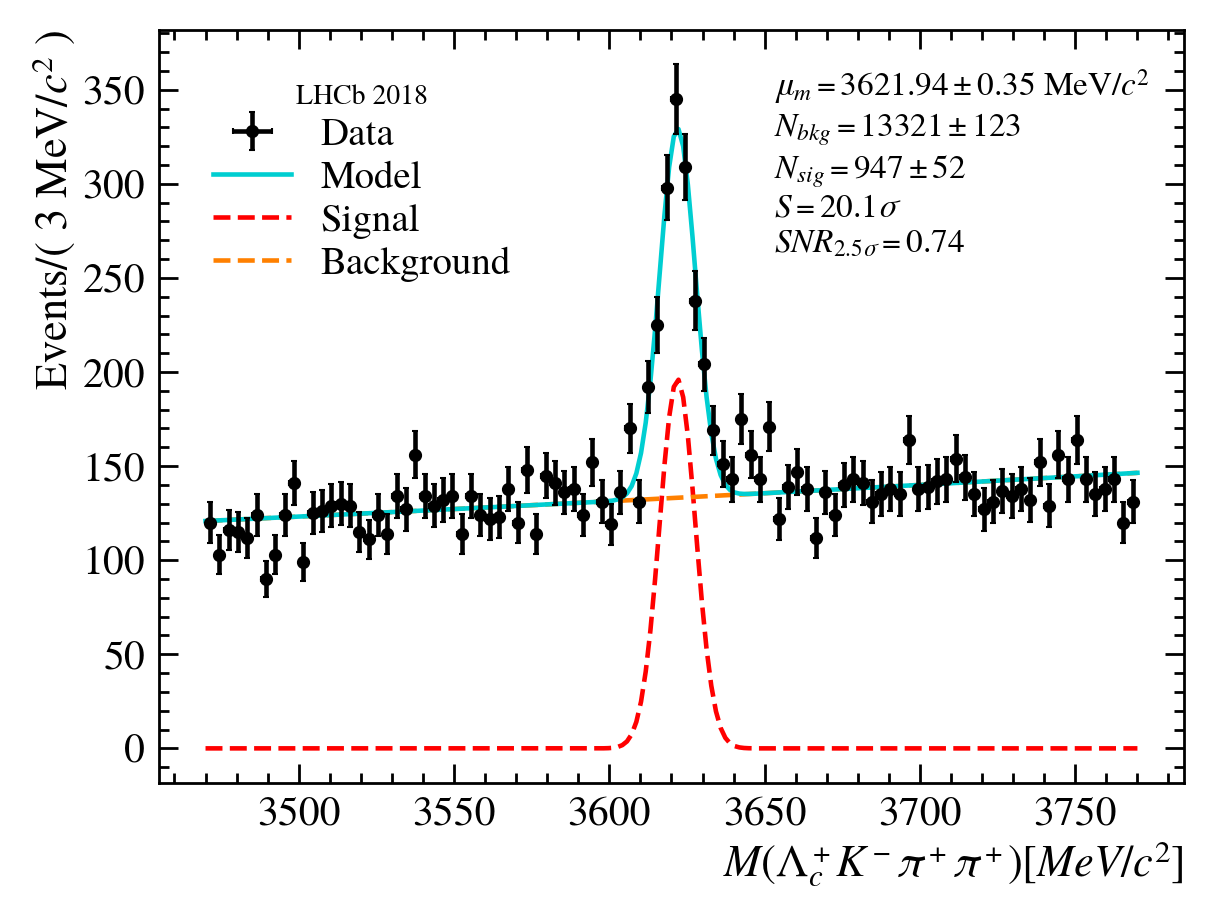 Events/( 3 MeV/c² )
350
300
250
200
150
100
50
0
LHCb 2018
Data
Model
Signal
Background
μₘ = 3621.94 ± 0.35 MeV/c²
N_bkg = 13321 ± 123
N_sig = 947 ± 52
S = 20.1σ
SNR_2.5σ = 0.74
3500 3550 3600 3650 3700 3750
M(Λ_c⁺K⁻π⁺π⁺)[MeV/c²]